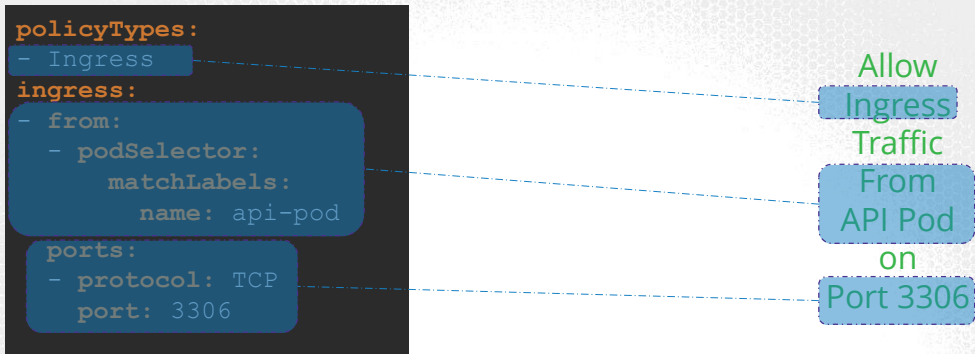 policyTypes:
- Ingress
ingress:
- from:
  - podSelector:
      matchLabels:
        name: api-pod
  ports:
  - protocol: TCP
    port: 3306
Allow
Ingress
Traffic
From
API Pod
on
Port 3306